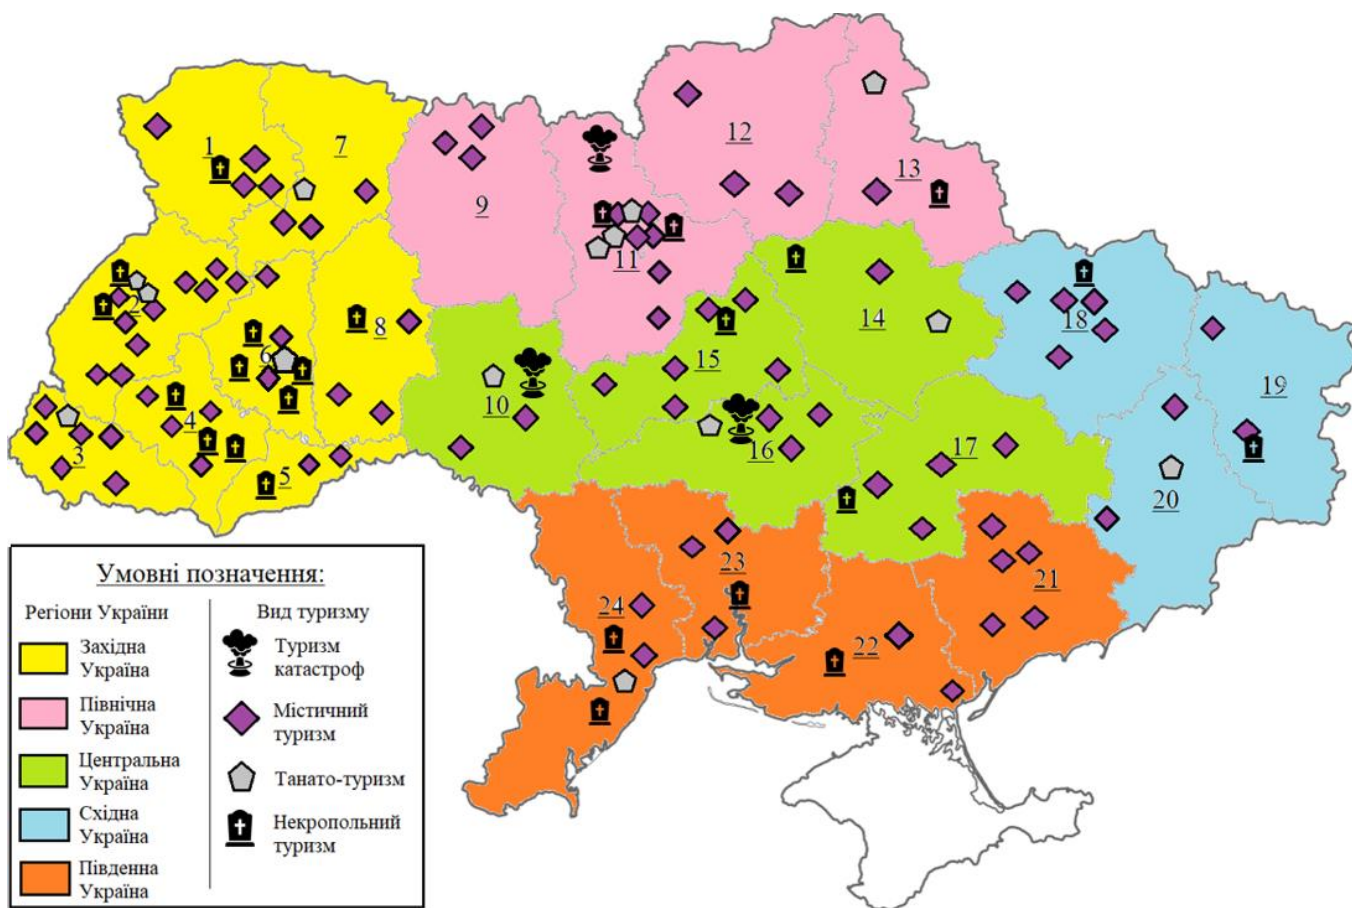 12
1
7
13
9
11
2
8
14
18
6
15
19
10
4
3
16
17
5
20
23
21
24
22
Умовні позначення:
Регіони України
Вид туризму
Західна
Україна
Туризм
катастроф
Північна
Україна
Містичний
туризм
Центральна
Україна
Танато-туризм
Східна
Україна
Некропольний
туризм
Південна
Україна